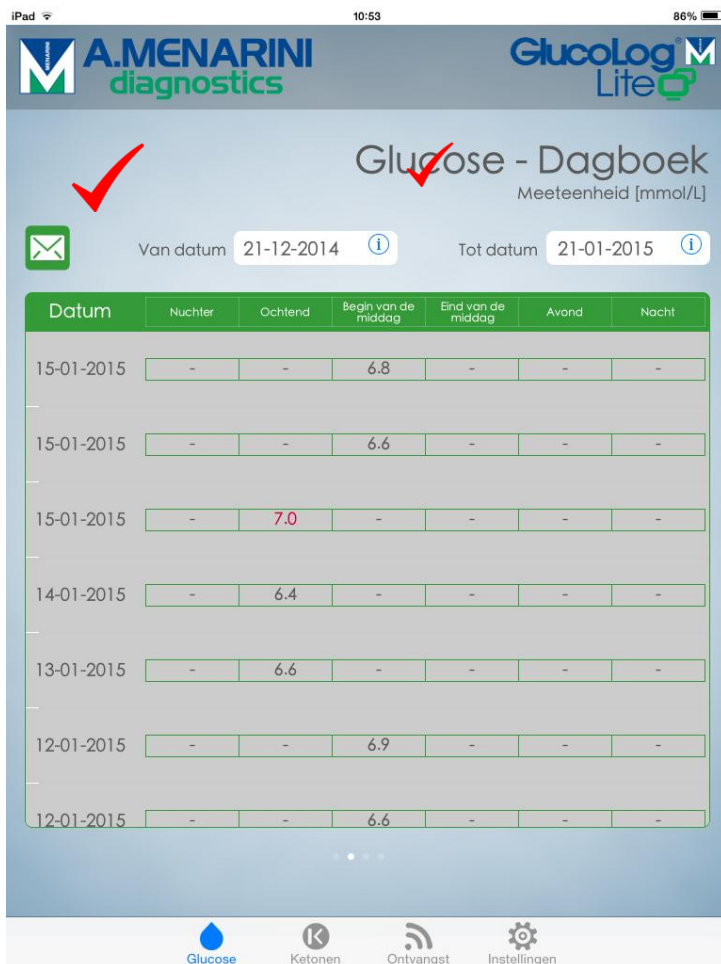 iPad 10:53 86%
MENARINI A.MENARINI diagnostics
GlucoLog® Lite
Glucose - Dagboek
Meeteenheid [mmol/L]
Van datum 21-12-2014 i Tot datum 21-01-2015 i
Datum Nuchter Ochtend Begin van de middag Eind van de middag Avond Nacht
15-01-2015 - - 6.8 - - -
15-01-2015 - - 6.6 - - -
15-01-2015 - 7.0 - - - -
14-01-2015 - 6.4 - - - -
13-01-2015 - 6.6 - - - -
12-01-2015 - - 6.9 - - -
12-01-2015 - - 6.6 - - -
Glucose Ketonen Ontvangst Instellingen